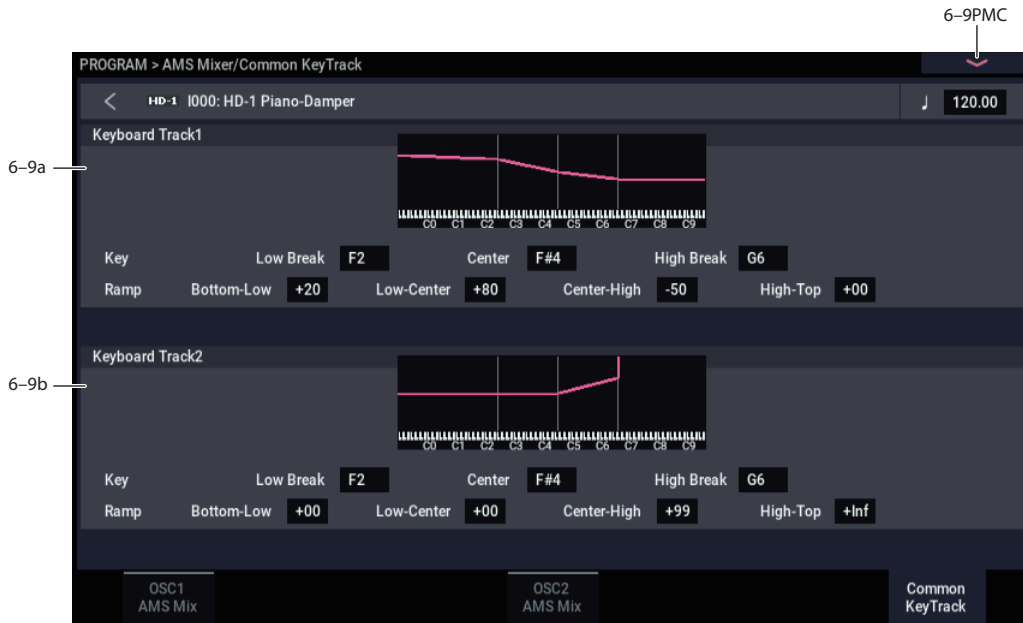 6–9PMC
PROGRAM > AMS Mixer/Common KeyTrack
HD-1 I000: HD-1 Piano-Damper
♩ 120.00
Keyboard Track1
6–9a
C0 C1 C2 C3 C4 C5 C6 C7 C8 C9
Key Low Break F2 Center F#4 High Break G6
Ramp Bottom-Low +20 Low-Center +80 Center-High -50 High-Top +00
Keyboard Track2
6–9b
C0 C1 C2 C3 C4 C5 C6 C7 C8 C9
Key Low Break F2 Center F#4 High Break G6
Ramp Bottom-Low +00 Low-Center +00 Center-High +99 High-Top +Inf
OSC1
AMS Mix
OSC2
AMS Mix
Common
KeyTrack